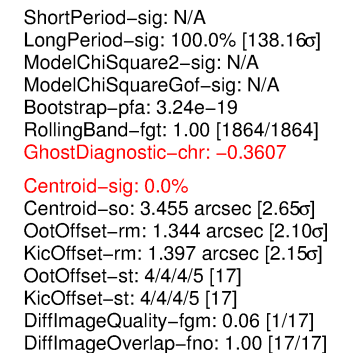 ShortPeriod−sig: N/A
LongPeriod−sig: 100.0% [138.16σ]
ModelChiSquare2−sig: N/A
ModelChiSquareGof−sig: N/A
Bootstrap−pfa: 3.24e−19
RollingBand−fgt: 1.00 [1864/1864]
GhostDiagnostic−chr: −0.3607
Centroid−sig: 0.0%
Centroid−so: 3.455 arcsec [2.65σ]
OotOffset−rm: 1.344 arcsec [2.10σ]
KicOffset−rm: 1.397 arcsec [2.15σ]
OotOffset−st: 4/4/4/5 [17]
KicOffset−st: 4/4/4/5 [17]
DiffImageQuality−fgm: 0.06 [1/17]
DiffImageOverlap−fno: 1.00 [17/17]